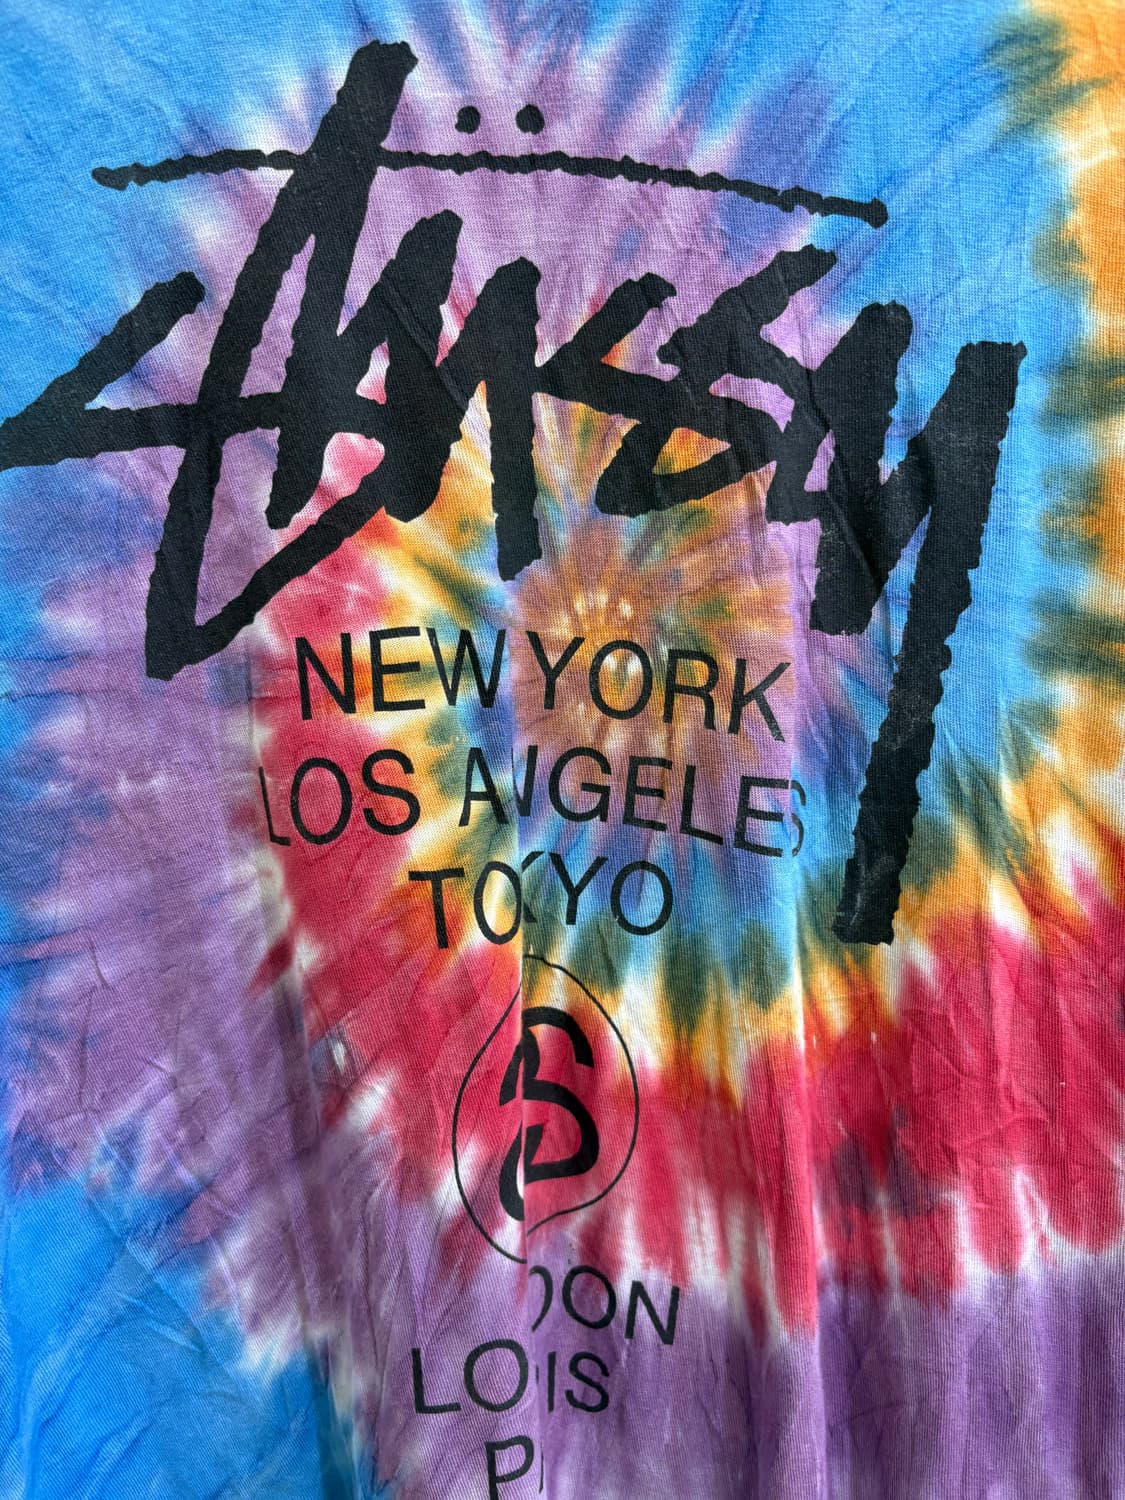 Stüssy
NEW YORK
LOS ANGELES
TOKYO
S